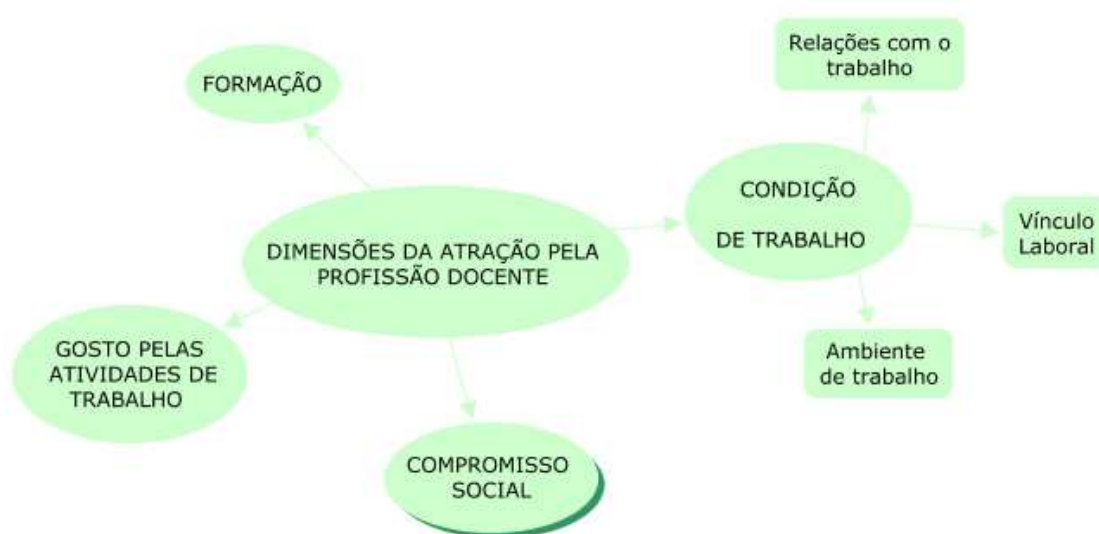 Relações com o
trabalho
FORMAÇÃO
CONDIÇÃO
DE TRABALHO
Vínculo
Laboral
DIMENSÕES DA ATRAÇÃO PELA
PROFISSÃO DOCENTE
GOSTO PELAS
ATIVIDADES DE
TRABALHO
Ambiente
de trabalho
COMPROMISSO
SOCIAL